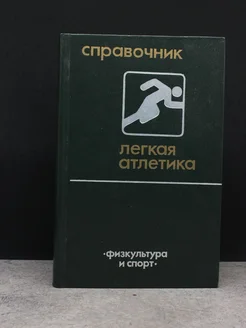 справочник
легкая
атлетика
·физкультура
и спорт·